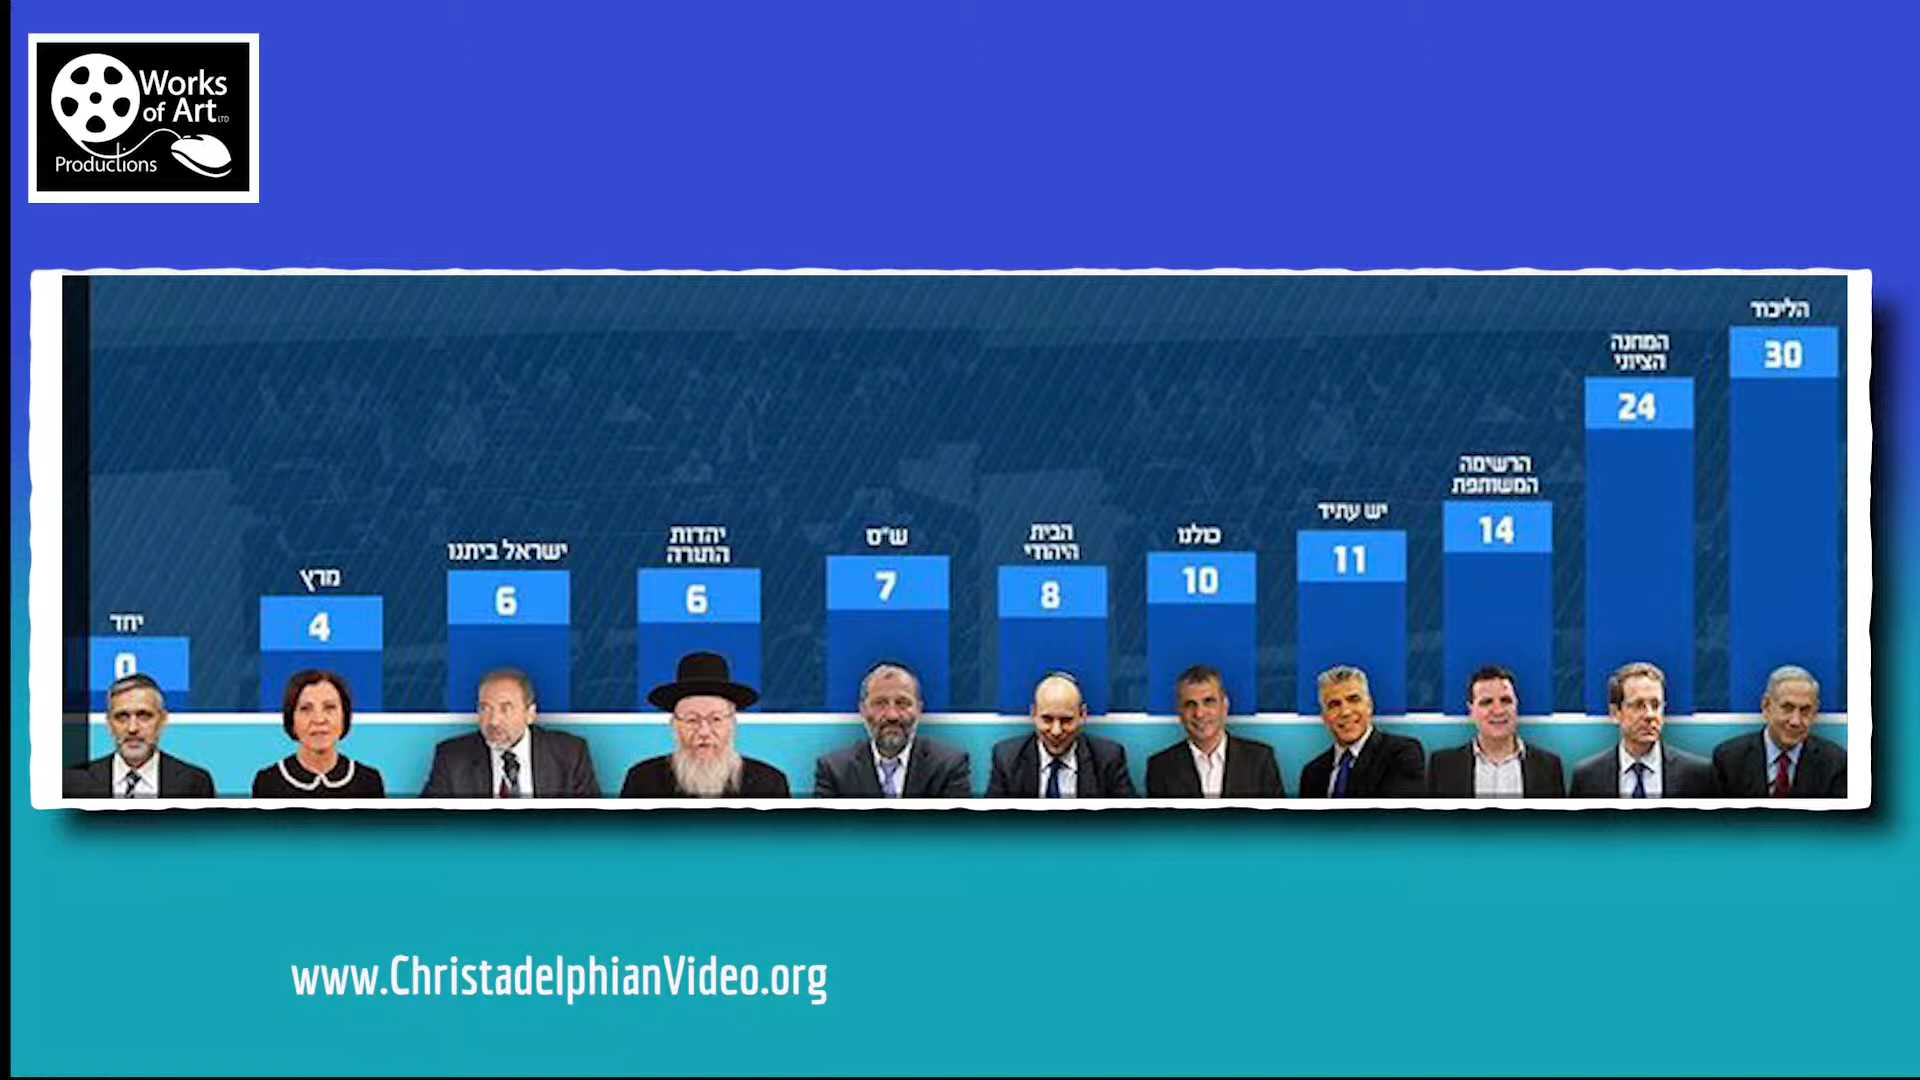 Works
of Art LTD
Productions
הליכוד
30
המחנה
הציוני
24
הרשימה
המשותפת
14
יש עתיד
11
כולנו
10
הבית
היהודי
8
ש"ס
7
יהדות
התורה
6
ישראל ביתנו
6
מרץ
4
יחד
0
www.ChristadelphianVideo.org